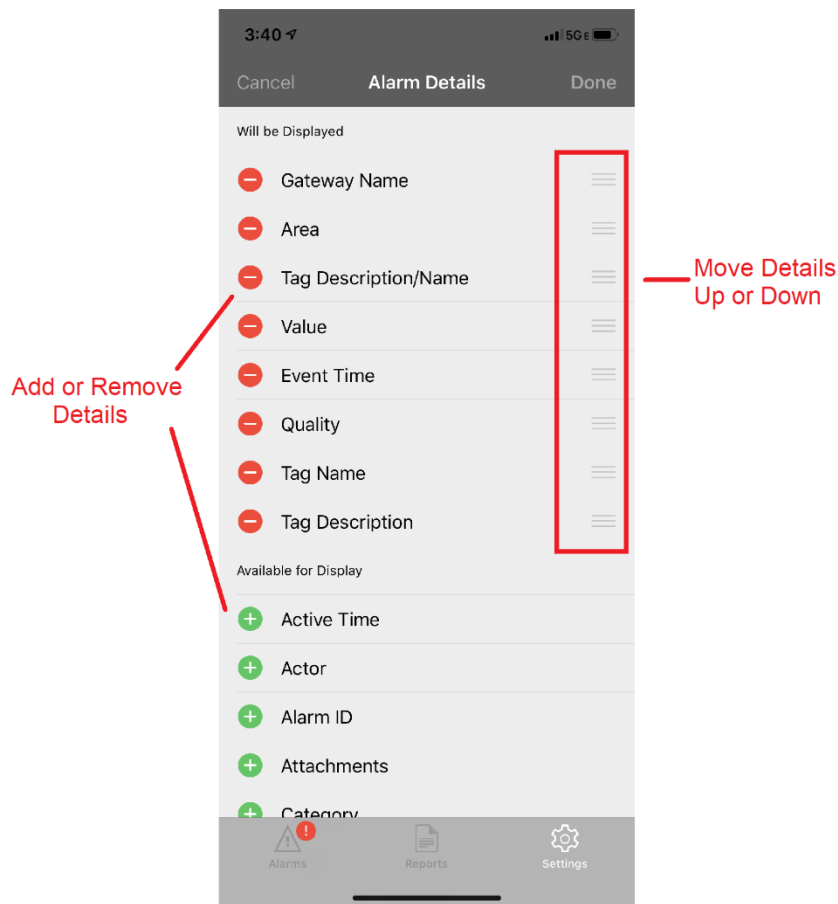 3:40 5G E
Cancel Alarm Details Done
Will be Displayed
Gateway Name
Area
Tag Description/Name
Value
Event Time
Quality
Tag Name
Tag Description
Move Details
Up or Down
Add or Remove
Details
Available for Display
Active Time
Actor
Alarm ID
Attachments
Category
!
Alarms Reports Settings